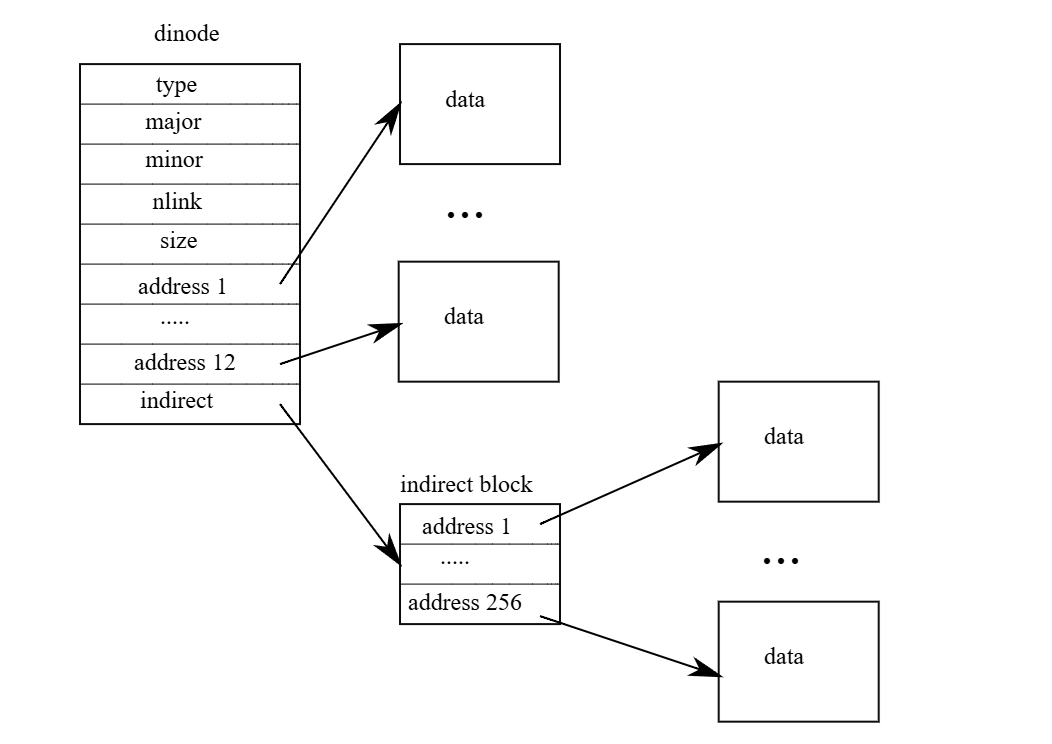 dinode
type
major
minor
nlink
size
address 1
.....
address 12
indirect
data
...
data
indirect block
address 1
.....
address 256
data
...
data